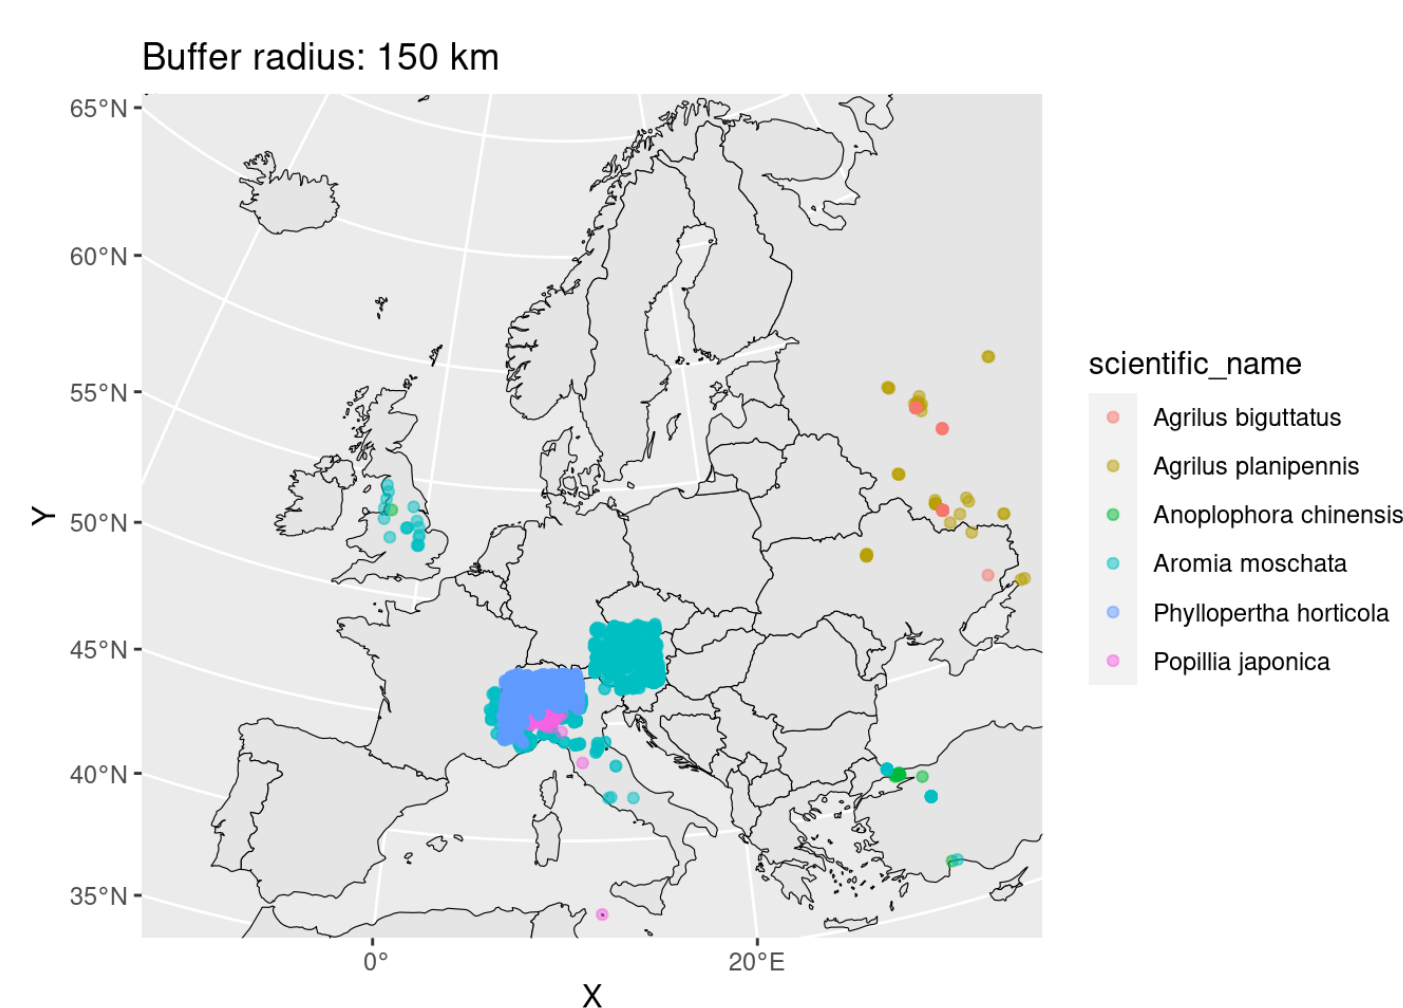 Buffer radius: 150 km
65°N
60°N
55°N
50°N
45°N
40°N
35°N
Y
0°
20°E
X
scientific_name
Agrilus biguttatus
Agrilus planipennis
Anoplophora chinensis
Aromia moschata
Phyllopertha horticola
Popillia japonica